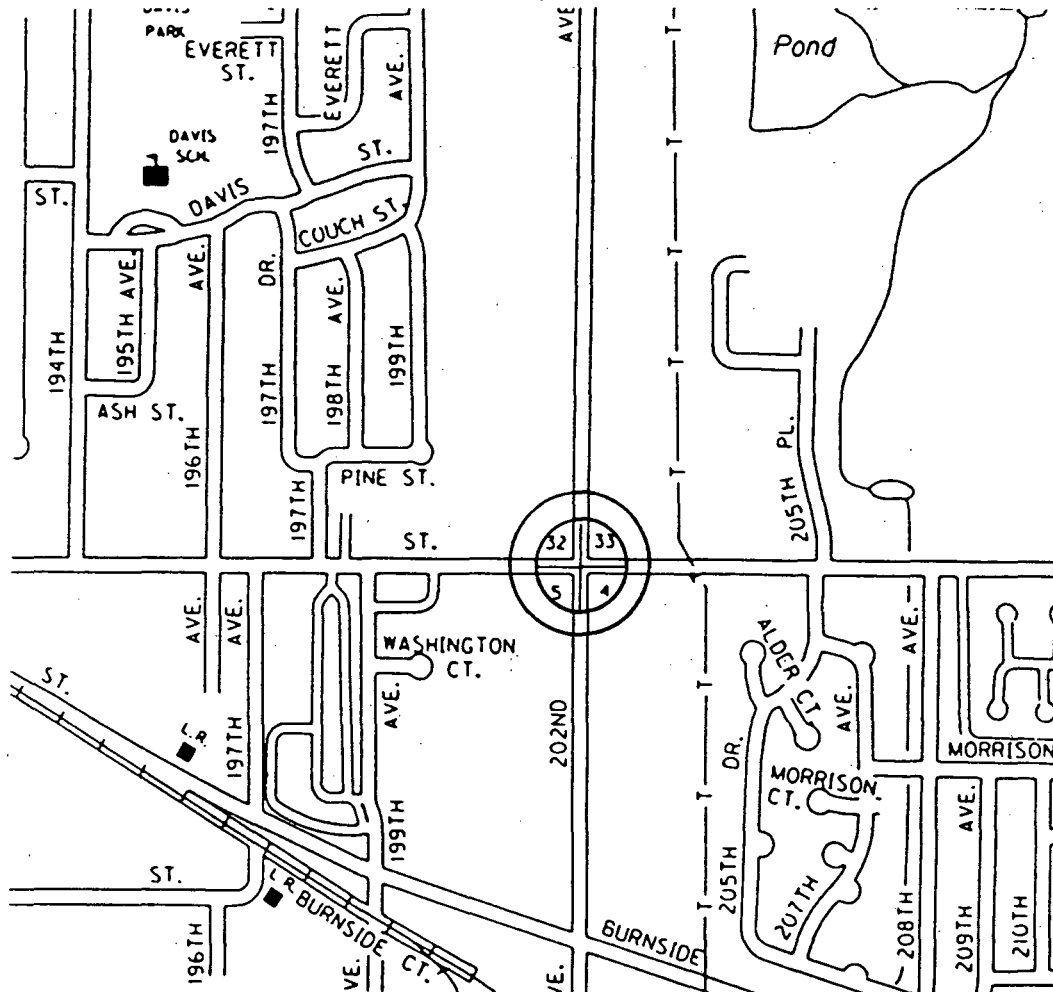 PARK
EVERETT
ST.
EVERETT
AVE.
AVE
Pond
197TH
DAVIS
SCH.
ST.
ST.
DAVIS
COUCH ST.
195TH AVE.
AVE.
DR.
AVE.
194TH
ASH ST.
196TH
197TH
198TH
199TH
PL.
205TH
PINE ST.
197TH
ST.
32
33
5
4
T
T
T
T
T
AVE.
AVE.
WASHINGTON
CT.
AVE.
ALDER CT
AVE.
AVE.
ST.
L.R.
197TH
202ND
T
T
T
DR.
MORRISON
MORRISON
CT.
AVE.
199TH
ST.
L.R.
BURNSIDE CT.
BURNSIDE
205TH
207TH
208TH
209TH
210TH
196TH
VE.
VE.